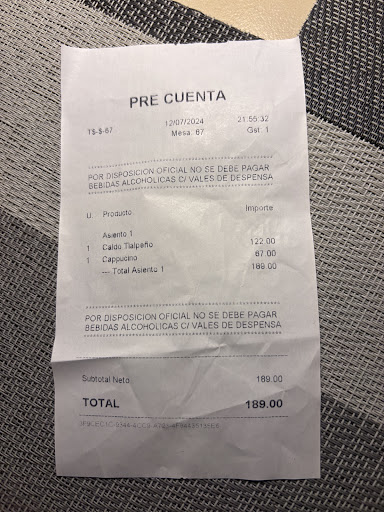 PRE CUENTA
12/07/2024 21:55:32
TS-$-67 Mesa: 67 Gst: 1
POR DISPOSICION OFICIAL NO SE DEBE PAGAR
BEBIDAS ALCOHOLICAS C/ VALES DE DESPENSA
U. Producto Importe
Asiento 1
1 Caldo Tlalpeño 122.00
1 Cappucino 67.00
--- Total Asiento 1 189.00
POR DISPOSICION OFICIAL NO SE DEBE PAGAR
BEBIDAS ALCOHOLICAS C/ VALES DE DESPENSA
Subtotal Neto 189.00
TOTAL 189.00